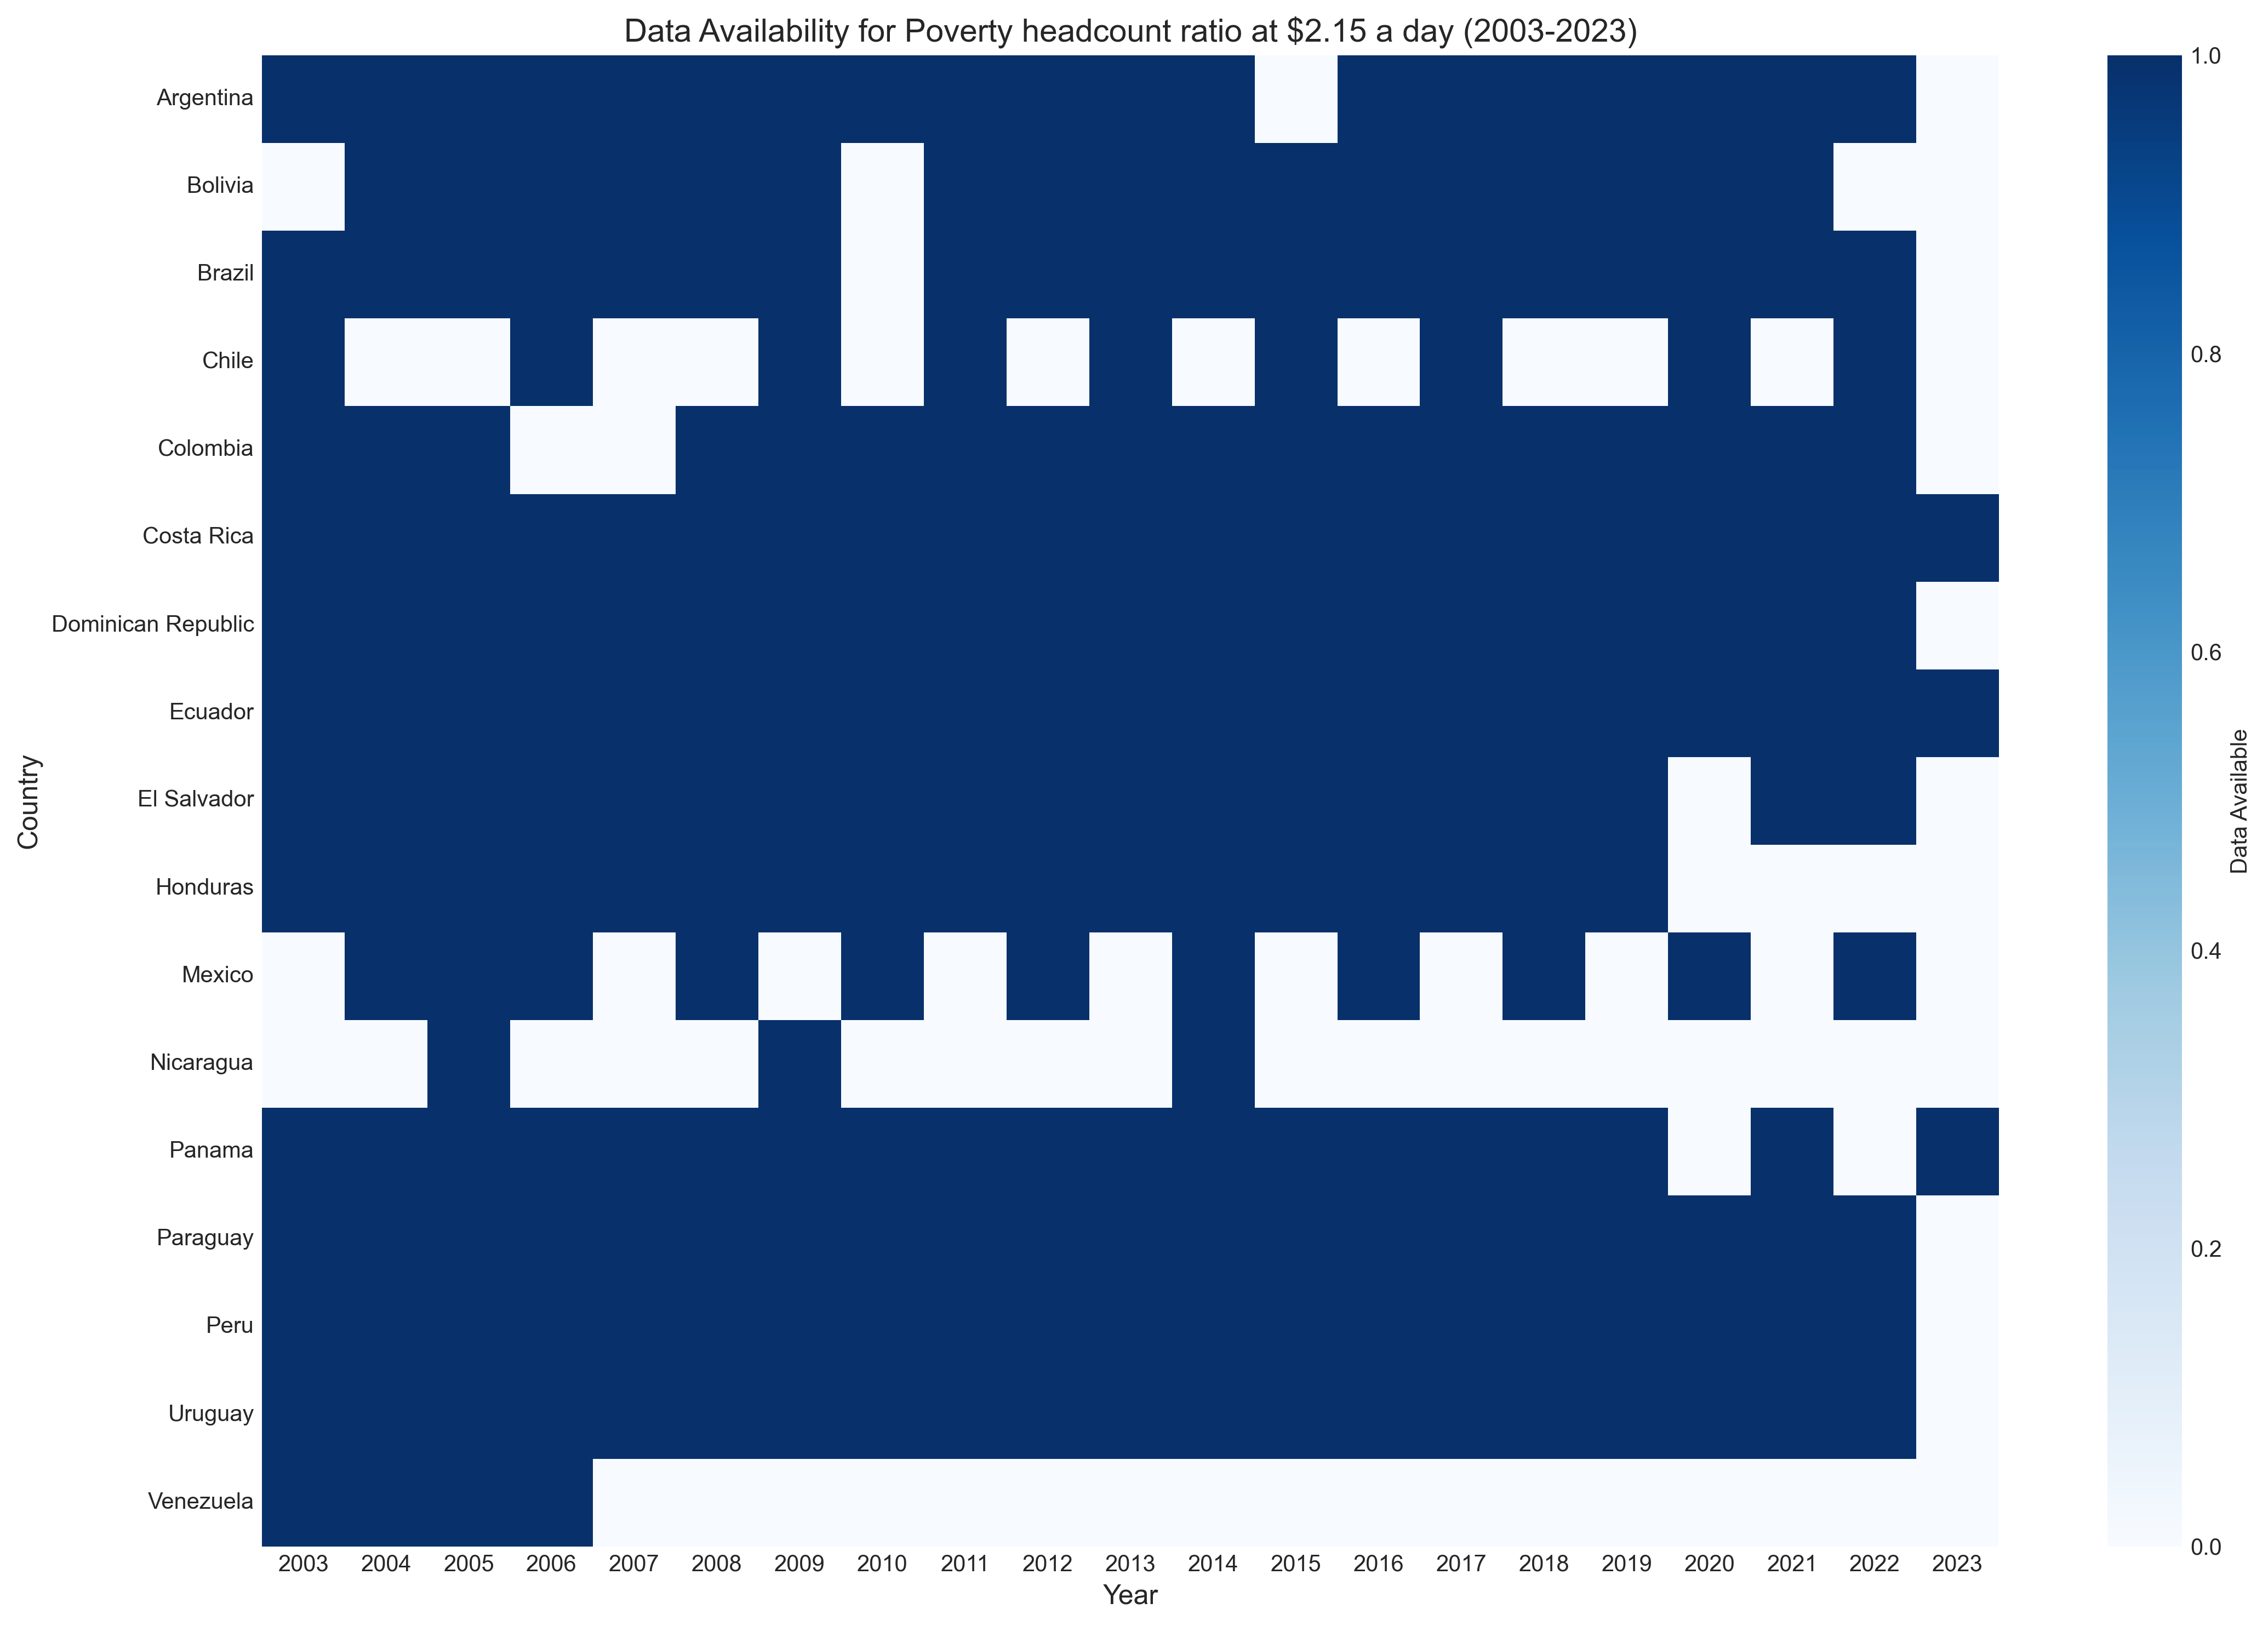 Data Availability for Poverty headcount ratio at $2.15 a day (2003-2023)
Country
Argentina
Bolivia
Brazil
Chile
Colombia
Costa Rica
Dominican Republic
Ecuador
El Salvador
Honduras
Mexico
Nicaragua
Panama
Paraguay
Peru
Uruguay
Venezuela
2003 2004 2005 2006 2007 2008 2009 2010 2011 2012 2013 2014 2015 2016 2017 2018 2019 2020 2021 2022 2023
Year
1.0
0.8
0.6
0.4
0.2
0.0
Data Available